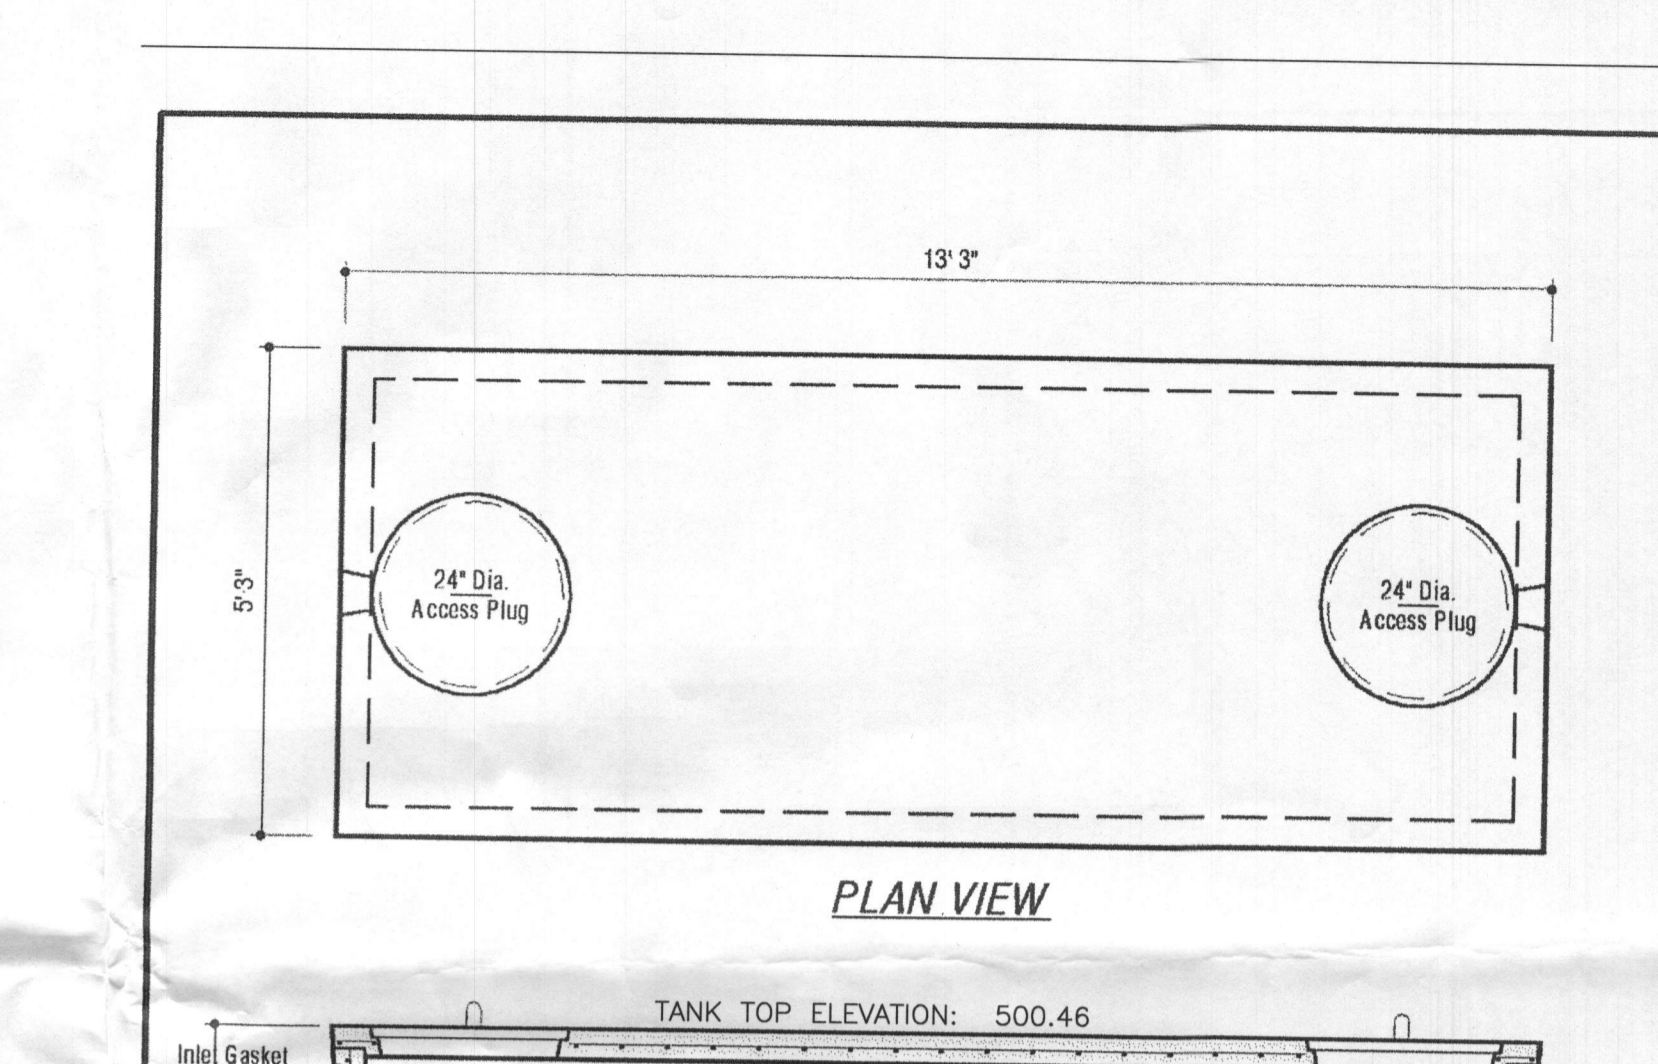 13' 3"
5'·3"
24" Dia.
Access Plug
24" Dia.
Access Plug
PLAN VIEW
TANK TOP ELEVATION: 500.46
Inlet Gasket